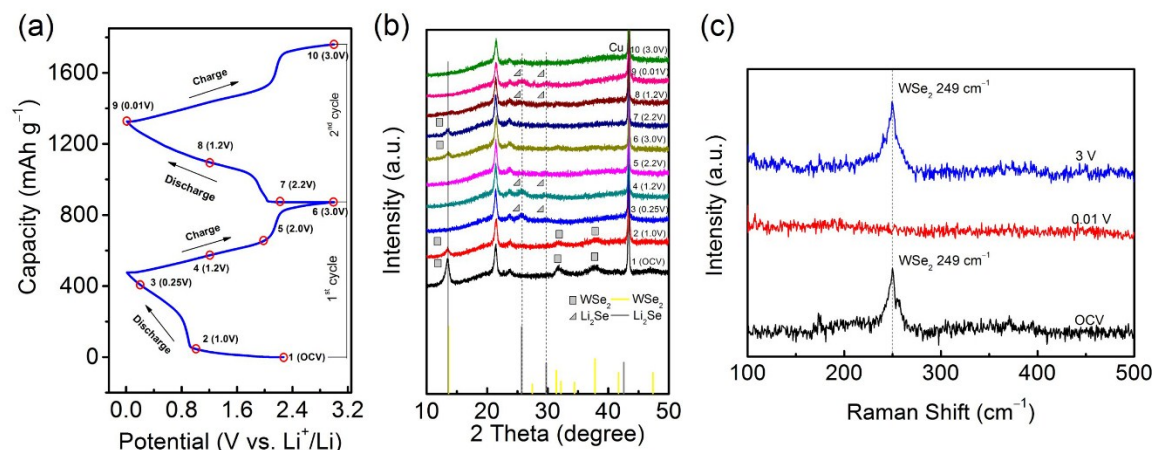 (a)
Capacity (mAh g⁻¹)
1600
1200
800
400
0
0.0 0.8 1.6 2.4 3.2
Potential (V vs. Li⁺/Li)
10 (3.0V)
Charge
9 (0.01V)
8 (1.2V)
Discharge
7 (2.2V)
6 (3.0V)
Charge
5 (2.0V)
4 (1.2V)
3 (0.25V)
Discharge
2 (1.0V)
1 (OCV)
2nd cycle
1st cycle
(b)
Intensity (a.u.)
Cu
10 (3.0V)
9 (0.01V)
8 (1.2V)
7 (2.2V)
6 (3.0V)
5 (2.2V)
4 (1.2V)
3 (0.25V)
2 (1.0V)
1 (OCV)
WSe₂ WSe₂
Li₂Se Li₂Se
10 20 30 40 50
2 Theta (degree)
(c)
Intensity (a.u.)
WSe₂ 249 cm⁻¹
3 V
0.01 V
WSe₂ 249 cm⁻¹
OCV
100 200 300 400 500
Raman Shift (cm⁻¹)